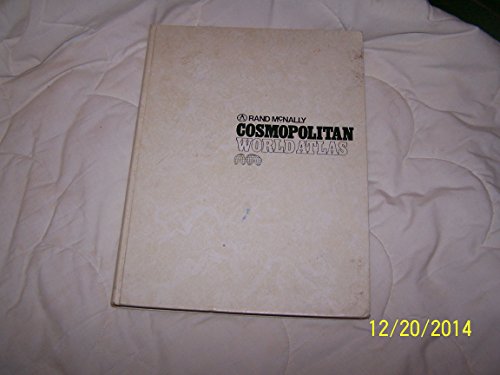 RAND McNALLY
COSMOPOLITAN
WORLD ATLAS
12/20/2014